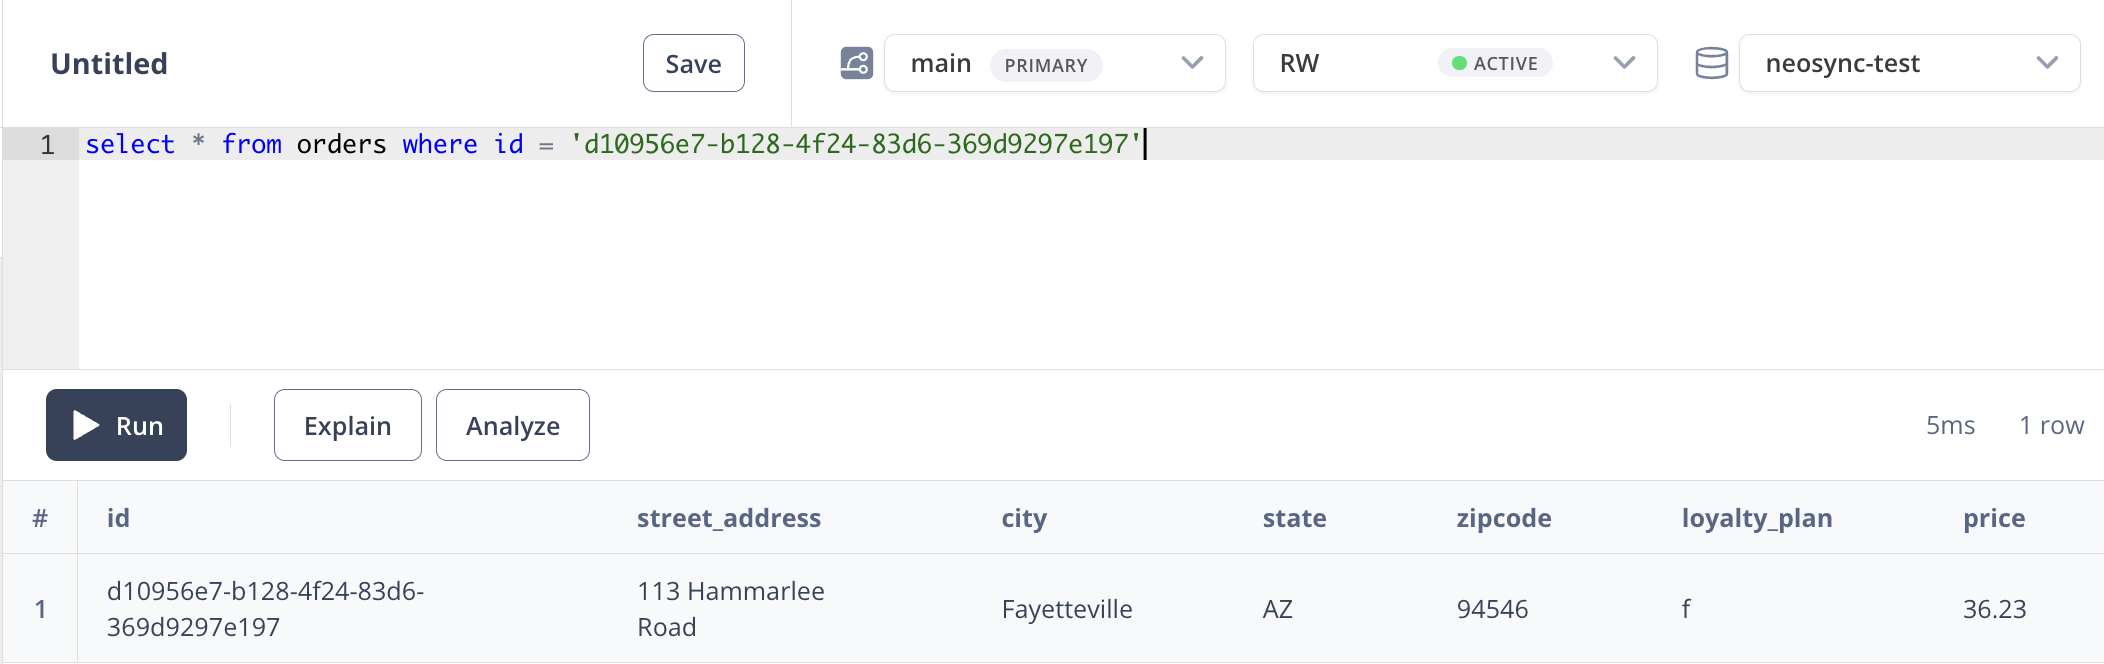 Untitled Save main PRIMARY RW ACTIVE neosync-test
1 select * from orders where id = 'd10956e7-b128-4f24-83d6-369d9297e197'
Run Explain Analyze 5ms 1 row
# id street_address city state zipcode loyalty_plan price
1 d10956e7-b128-4f24-83d6-369d9297e197 113 Hammarlee Road Fayetteville AZ 94546 f 36.23